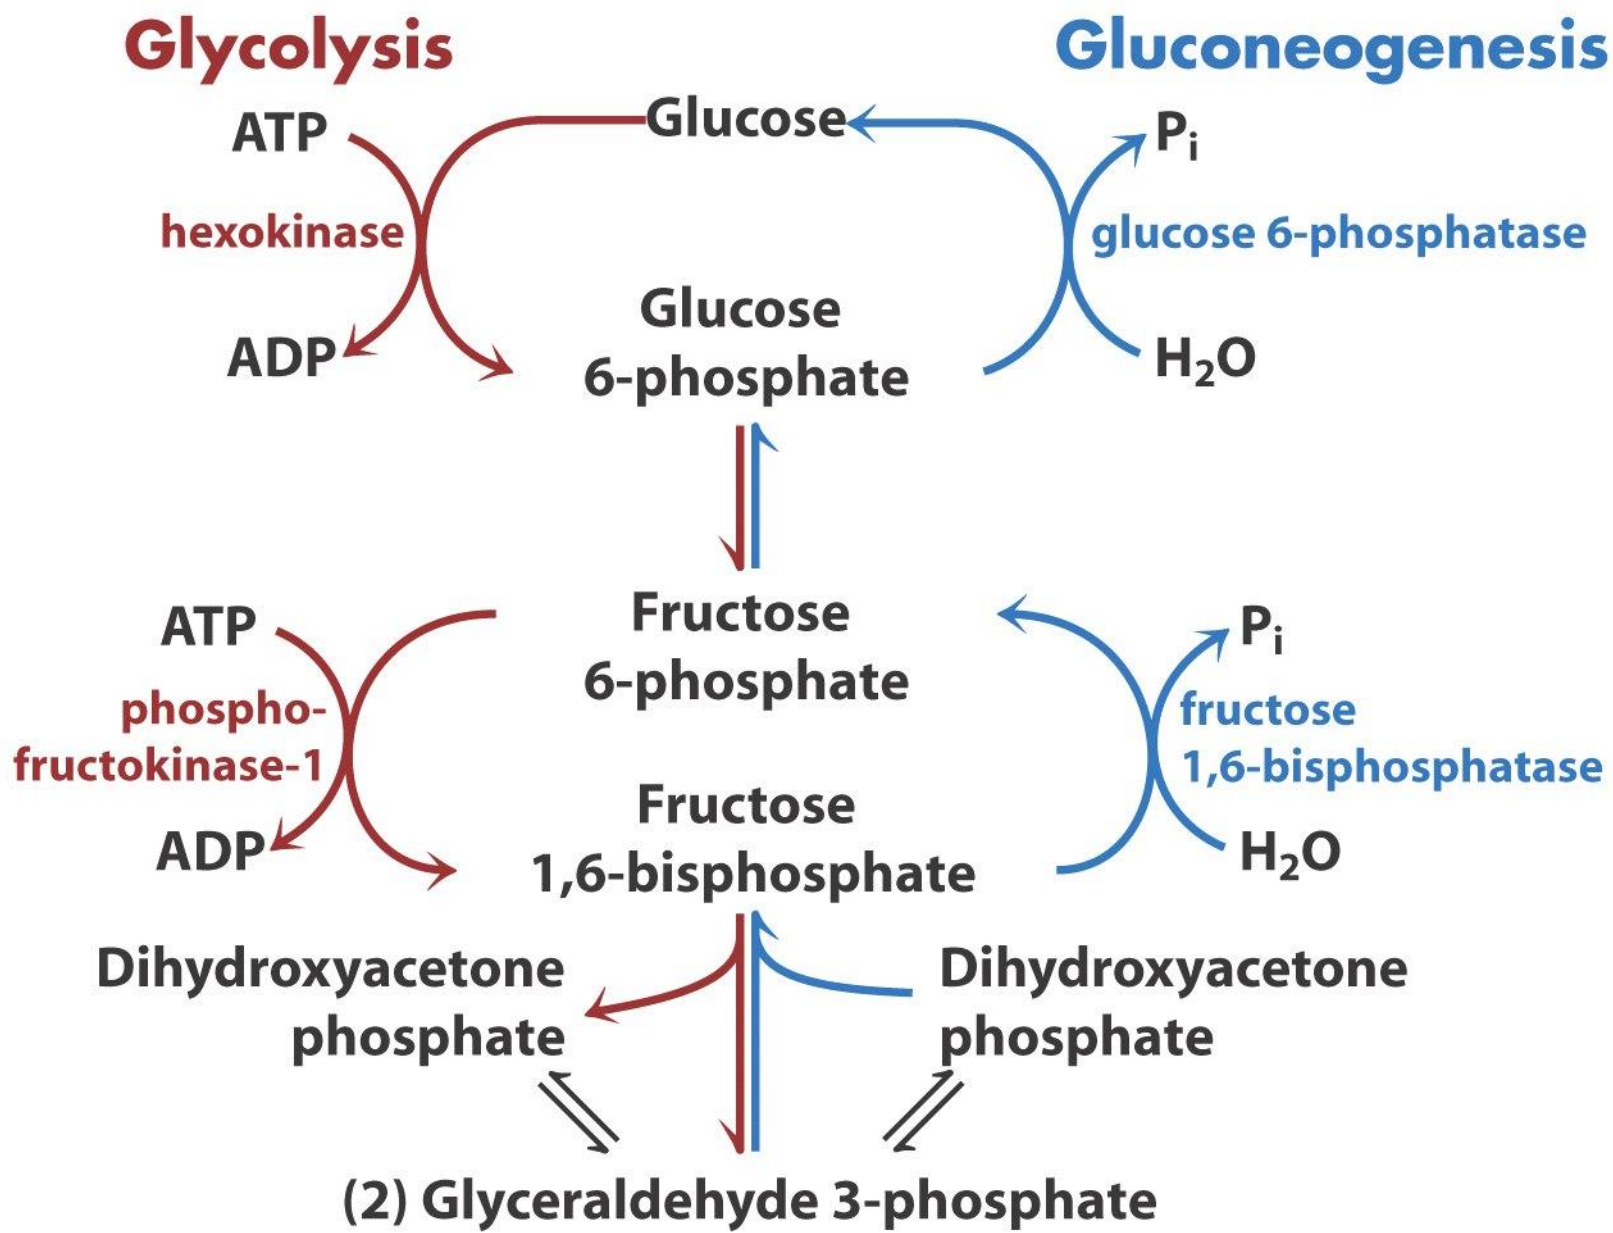 Glycolysis
Gluconeogenesis
ATP
Glucose
Pi
hexokinase
glucose 6-phosphatase
Glucose
6-phosphate
ADP
H2O
ATP
Fructose
6-phosphate
Pi
phospho-
fructokinase-1
fructose
1,6-bisphosphatase
Fructose
1,6-bisphosphate
ADP
H2O
Dihydroxyacetone
phosphate
Dihydroxyacetone
phosphate
(2) Glyceraldehyde 3-phosphate